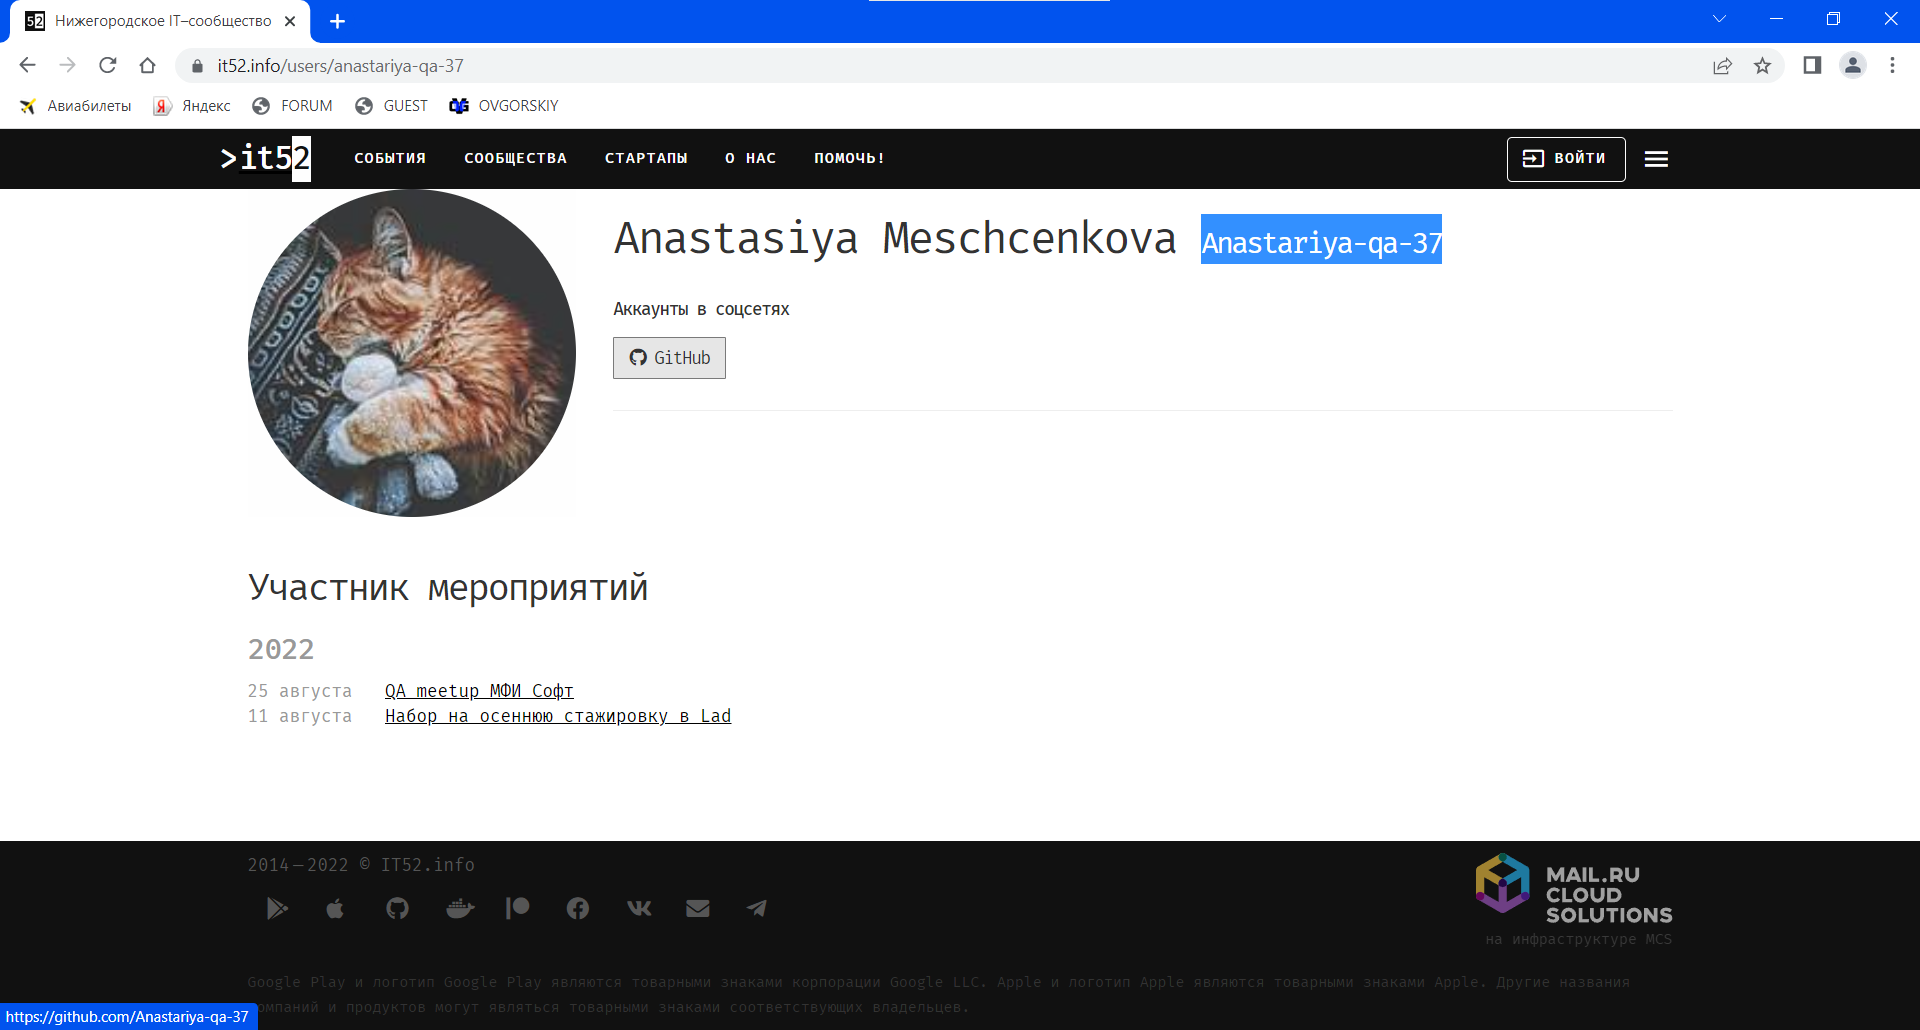 52 Нижегородское IT–сообщество
it52.info/users/anastariya-qa-37
Авиабилеты Яндекс FORUM GUEST OVGORSKIY
>it52 СОБЫТИЯ СООБЩЕСТВА СТАРТАПЫ О НАС ПОМОЧЬ! ВОЙТИ
Anastasiya Meschcenkova Anastariya-qa-37
Аккаунты в соцсетях
GitHub
Участник мероприятий
2022
25 августа QA meetup МФИ Софт
11 августа Набор на осеннюю стажировку в Lad
2014—2022 © IT52.info
MAIL.RU
CLOUD
SOLUTIONS
на инфраструктуре MCS
Google Play и логотип Google Play являются товарными знаками корпорации Google LLC. Apple и логотип Apple являются товарными знаками Apple. Другие названия
омпаний и продуктов могут являться товарными знаками соответствующих владельцев.
https://github.com/Anastariya-qa-37